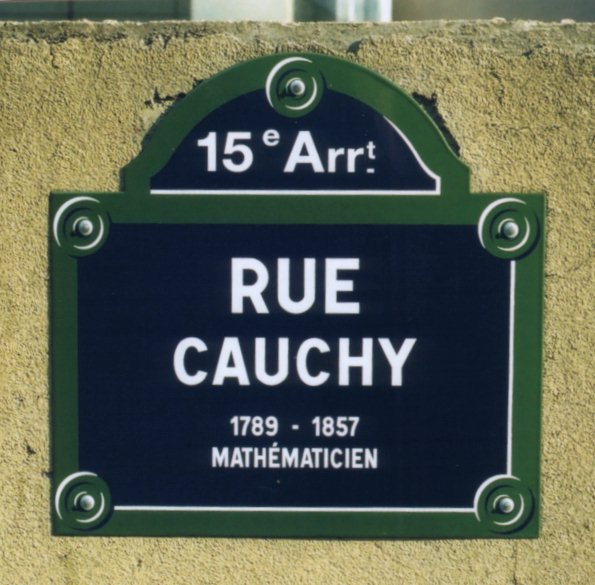 15e Arrt
RUE
CAUCHY
1789 - 1857
MATHÉMATICIEN